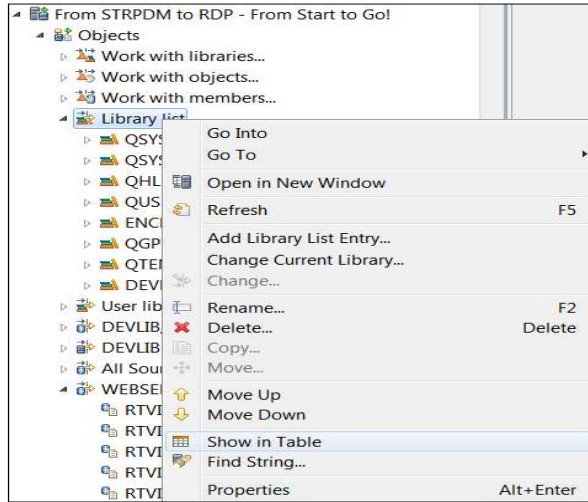 From STRPDM to RDP - From Start to Go!
Objects
Work with libraries...
Work with objects...
Work with members...
Library list
QSYS
QSYS
QHL
QUS
QGP
QTE
User lib
DEVLIB
DEVLIB
All Sou
WEBSE
RTVI
RTVI
RTVI
RTVI
RTVI
Go Into
Go To
Open in New Window
Refresh F5
Add Library List Entry...
Change Current Library...
Change...
Rename... F2
Delete... Delete
Copy...
Move...
Move Up
Move Down
Show in Table
Find String...
Properties Alt+Enter